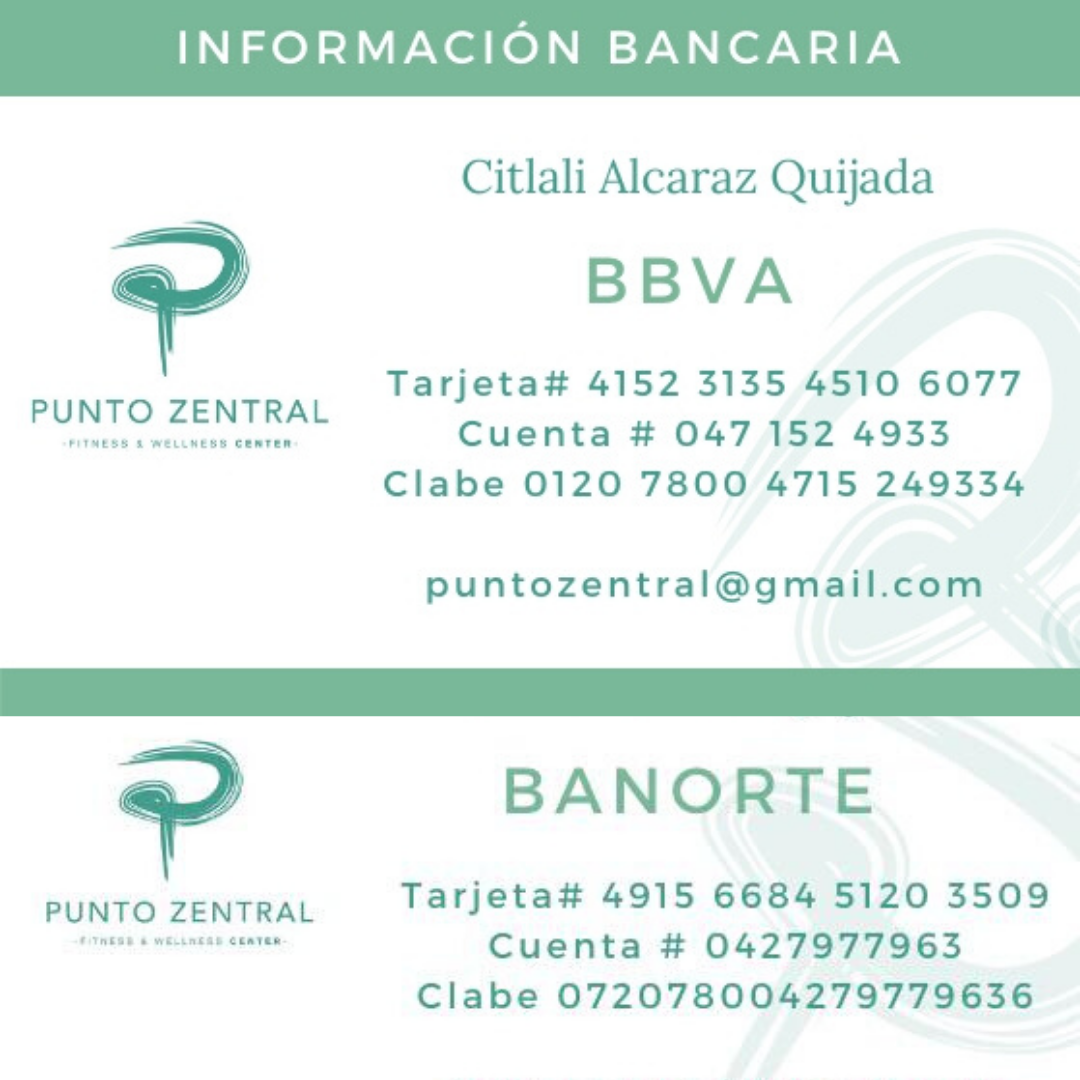 INFORMACIÓN BANCARIA
Citlali Alcaraz Quijada
BBVA
Tarjeta# 4152 3135 4510 6077
Cuenta # 047 152 4933
Clabe 0120 7800 4715 249334
puntozentral@gmail.com
PUNTO ZENTRAL
-FITNESS & WELLNESS CENTER-
BANORTE
Tarjeta# 4915 6684 5120 3509
Cuenta # 0427977963
Clabe 072078004279779636
PUNTO ZENTRAL
-FITNESS & WELLNESS CENTER-